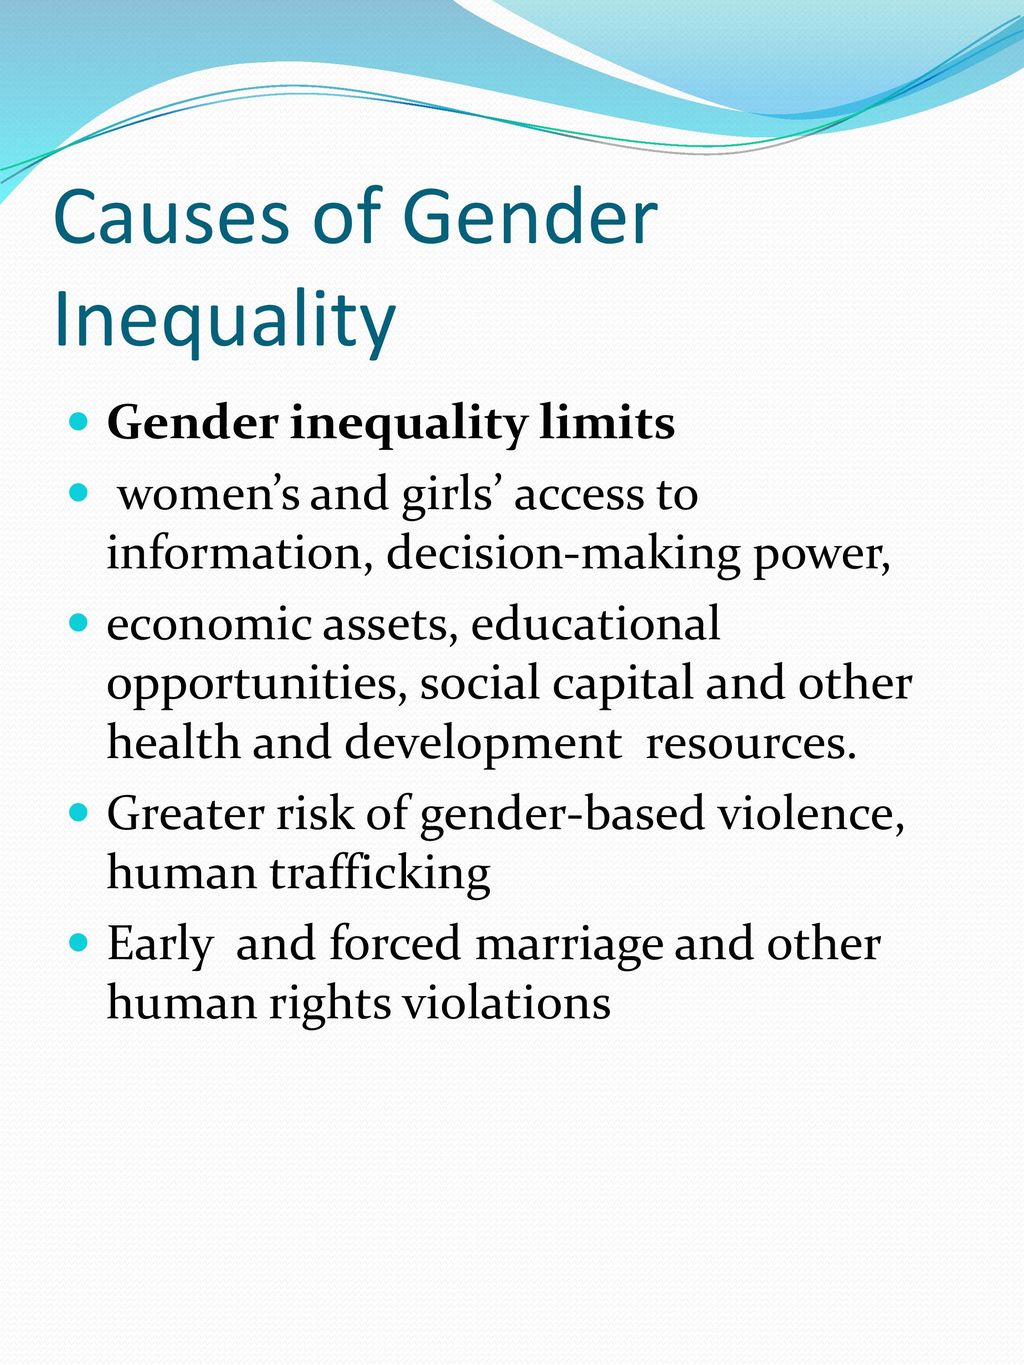 Causes of Gender
Inequality
• Gender inequality limits
• women’s and girls’ access to
information, decision-making power,
• economic assets, educational
opportunities, social capital and other
health and development  resources.
• Greater risk of gender-based violence,
human trafficking
• Early  and forced marriage and other
human rights violations